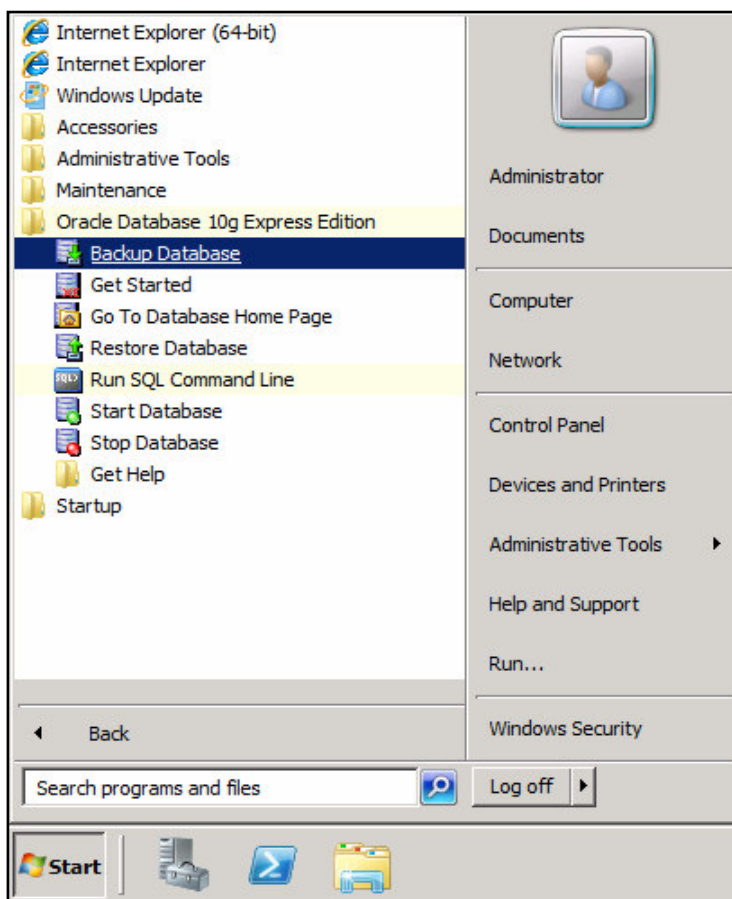 Internet Explorer (64-bit)
Internet Explorer
Windows Update
Accessories
Administrative Tools
Maintenance
Oracle Database 10g Express Edition
Backup Database
Get Started
Go To Database Home Page
Restore Database
SQL>
Run SQL Command Line
Start Database
Stop Database
Get Help
Startup
Back
Search programs and files
Administrator
Documents
Computer
Network
Control Panel
Devices and Printers
Administrative Tools
Help and Support
Run...
Windows Security
Log off
Start